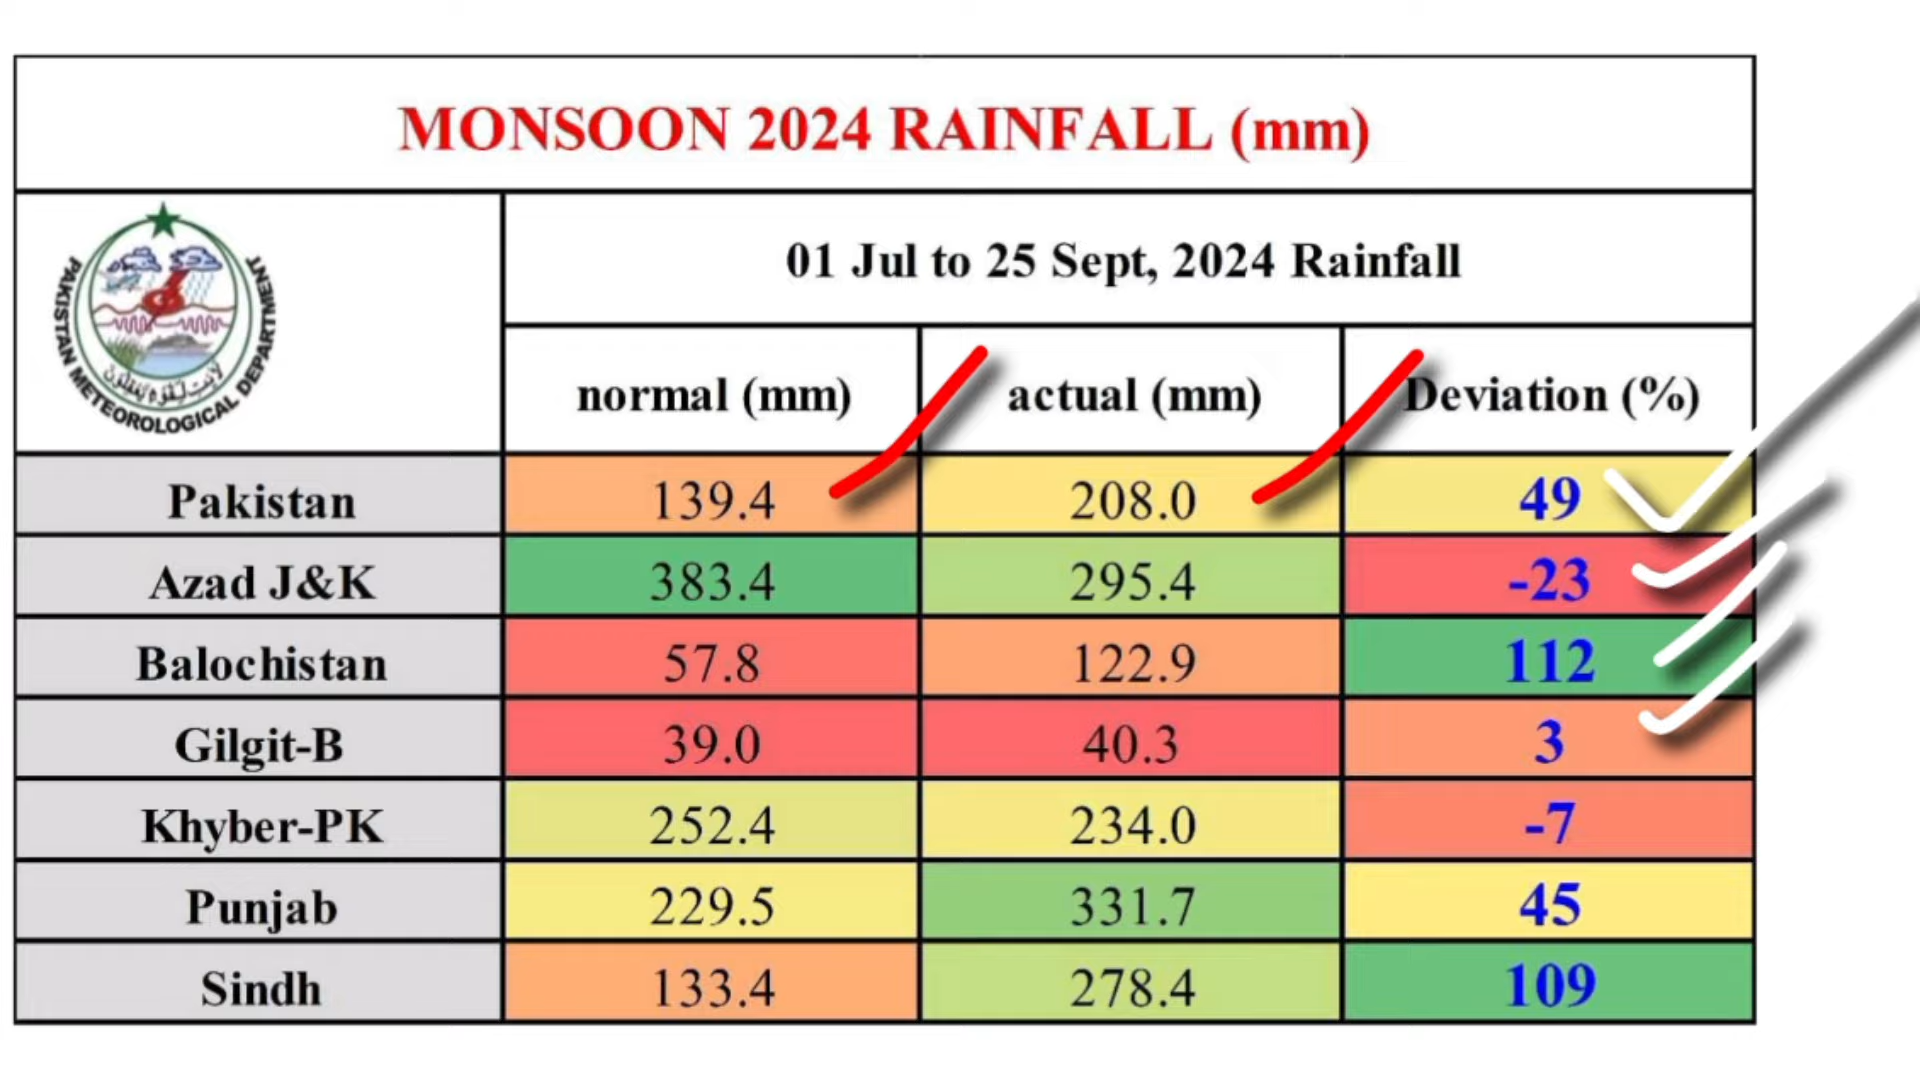 MONSOON 2024 RAINFALL (mm)
PAKISTAN METEOROLOGICAL DEPARTMENT
01 Jul to 25 Sept, 2024 Rainfall
normal (mm) actual (mm) Deviation (%)
Pakistan 139.4 208.0 49
Azad J&K 383.4 295.4 -23
Balochistan 57.8 122.9 112
Gilgit-B 39.0 40.3 3
Khyber-PK 252.4 234.0 -7
Punjab 229.5 331.7 45
Sindh 133.4 278.4 109